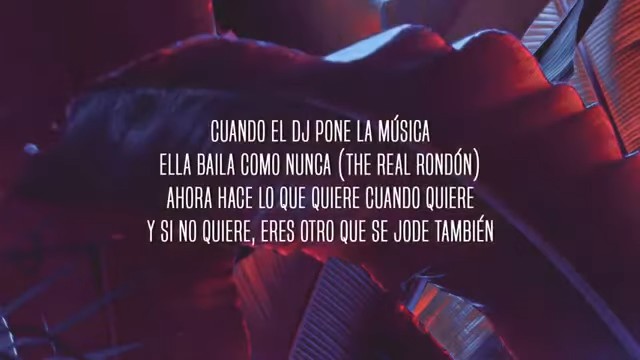 CUANDO EL DJ PONE LA MÚSICA
ELLA BAILA COMO NUNCA (THE REAL RONDÓN)
AHORA HACE LO QUE QUIERE CUANDO QUIERE
Y SI NO QUIERE, ERES OTRO QUE SE JODE TAMBIÉN